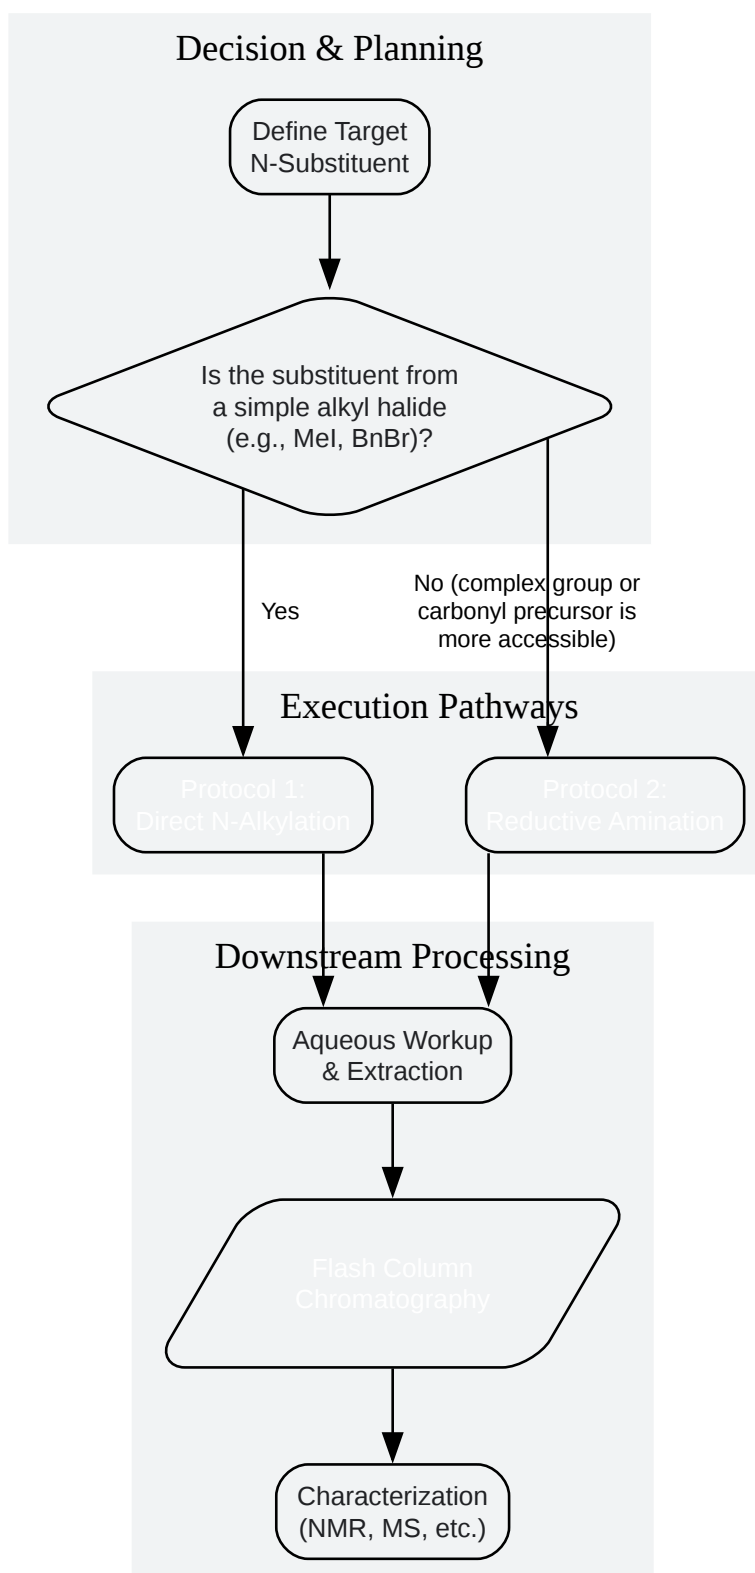 Decision & Planning
Define Target
N-Substituent
Is the substituent from
a simple alkyl halide
(e.g., MeI, BnBr)?
Yes
No (complex group or
carbonyl precursor is
more accessible)
Execution Pathways
Protocol 1:
Direct N-Alkylation
Protocol 2:
Reductive Amination
Downstream Processing
Aqueous Workup
& Extraction
Flash Column
Chromatography
Characterization
(NMR, MS, etc.)